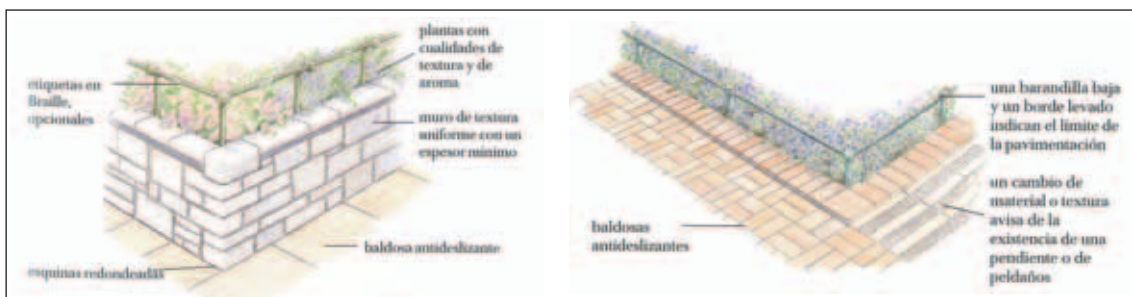 plantas con
cualidades de
textura y de
aroma
etiquetas en
Braille,
opcionales
muro de textura
uniforme con un
espesor mínimo
baldosa antideslizante
esquinas redondeadas
una barandilla baja
y un borde levado
indican el límite de
la pavimentación
un cambio de
material o textura
avisa de la
existencia de una
pendiente o de
peldaños
baldosas
antideslizantes